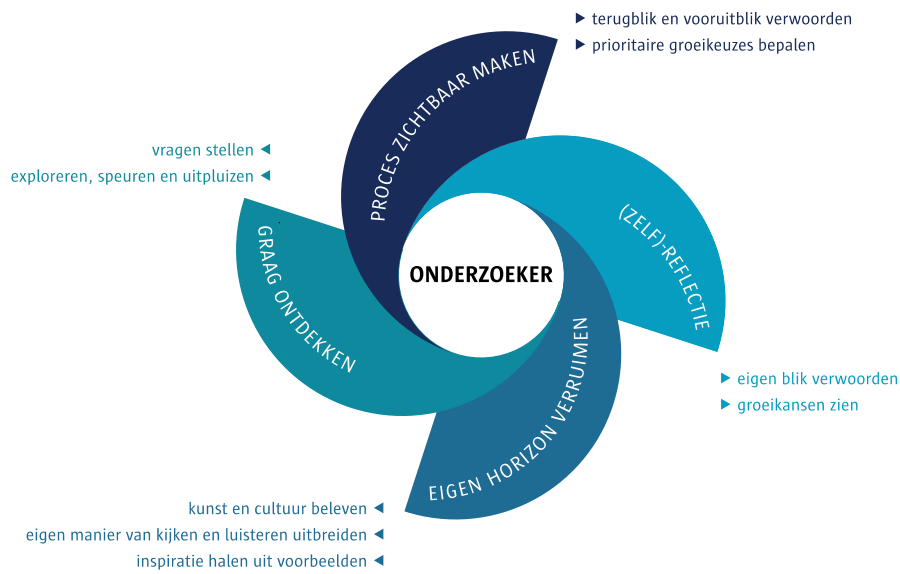 ▶ terugblik en vooruitblik verwoorden
▶ prioritaire groeikeuzes bepalen
PROCES ZICHTBAAR MAKEN
vragen stellen ◀
exploreren, speuren en uitpluizen ◀
(ZELF)-REFLECTIE
GRAAG ONTDEKKEN
ONDERZOEKER
EIGEN HORIZON VERRUIMEN
▶ eigen blik verwoorden
▶ groeikansen zien
kunst en cultuur beleven ◀
eigen manier van kijken en luisteren uitbreiden ◀
inspiratie halen uit voorbeelden ◀